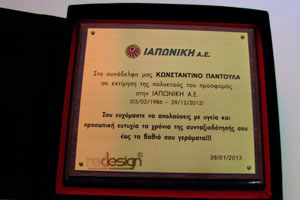 ΙΑΠΩΝΙΚΗ Α.Ε.
Στο συνάδελφο μας ΚΩΝΣΤΑΝΤΙΝΟ ΠΑΝΤΟΥΛΑ
σε εκτίμηση της πολυετούς του προσφοράς
στην ΙΑΠΩΝΙΚΗ Α.Ε.
(03/02/1986 - 29/12/2013)
Σου ευχόμαστε να απολαύσεις με υγεία και
προσωπική ευτυχία τα χρόνια της συνταξιοδότησής σου
έως τα βαθιά σου γεράματα!!!
redesign
28/01/2013